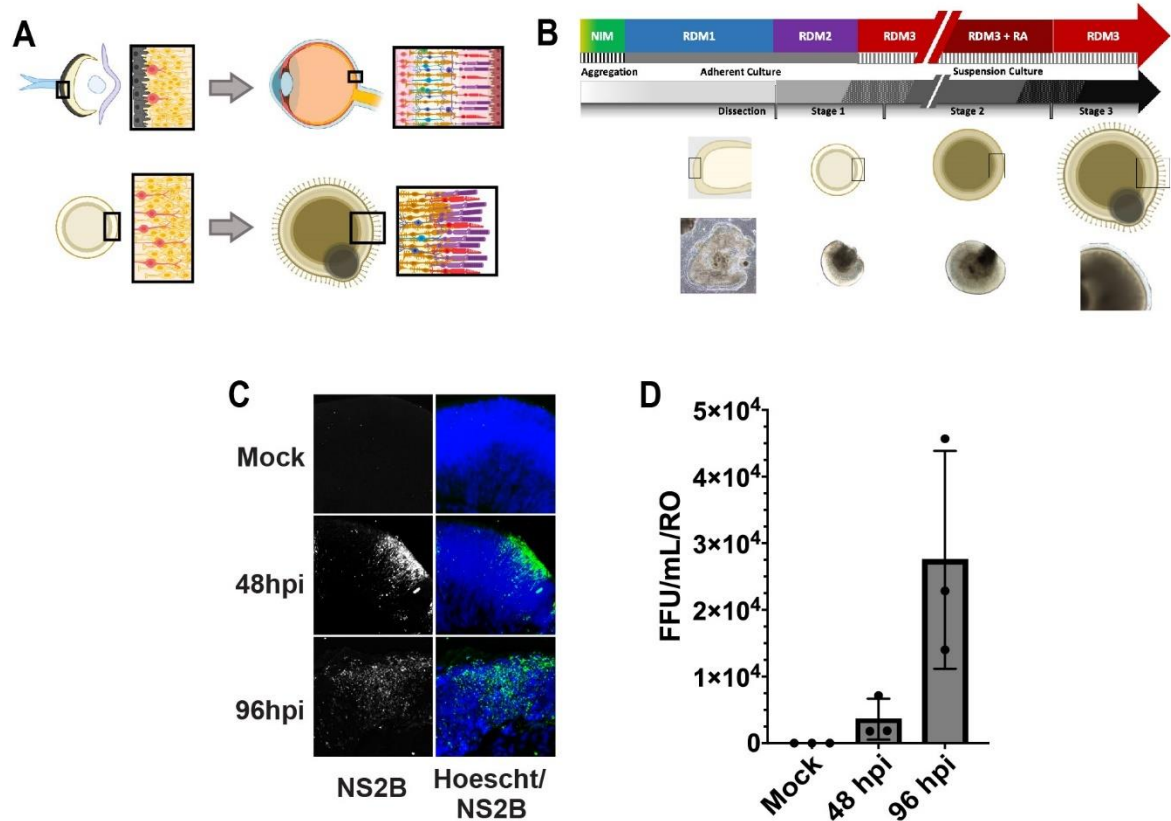 A
B
NIM RDM1 RDM2 RDM3 RDM3 + RA RDM3
Aggregation Adherent Culture Suspension Culture
Dissection Stage 1 Stage 2 Stage 3
C
Mock
48hpi
96hpi
NS2B Hoescht/
NS2B
D
FFU/mL/RO
5×10⁴
4×10⁴
3×10⁴
2×10⁴
1×10⁴
0
Mock
48 hpi
96 hpi